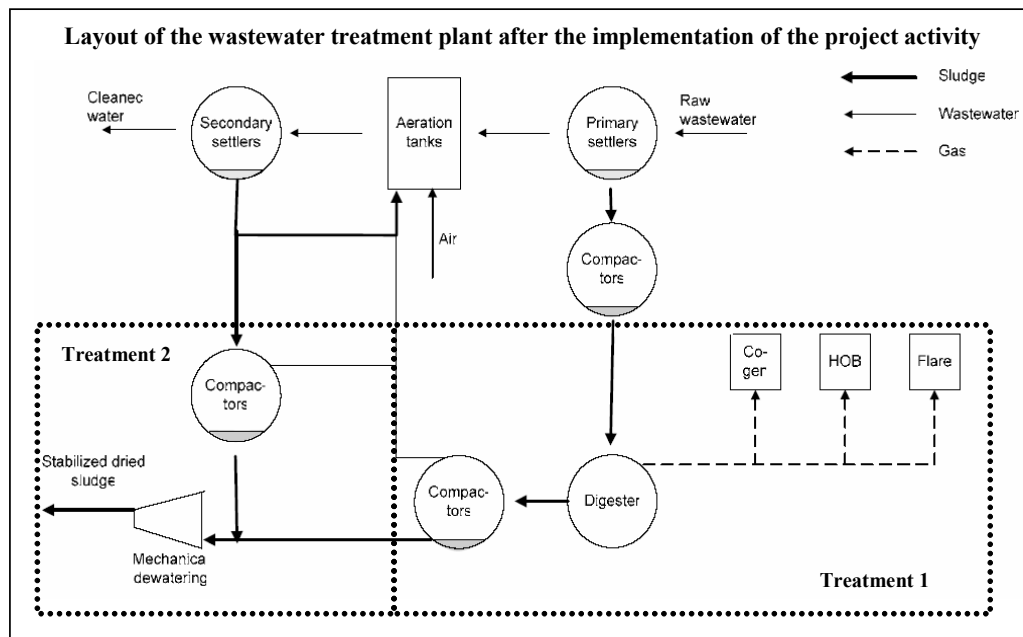 Layout of the wastewater treatment plant after the implementation of the project activity
Sludge
Wastewater
Gas
Cleanec
water
Secondary
settlers
Aeration
tanks
Primary
settlers
Raw
wastewater
Air
Compac-
tors
Treatment 2
Compac-
tors
Co-
ger
HOB
Flare
Stabilized dried
sludge
Compac-
tors
Digester
Mechanica
dewatering
Treatment 1